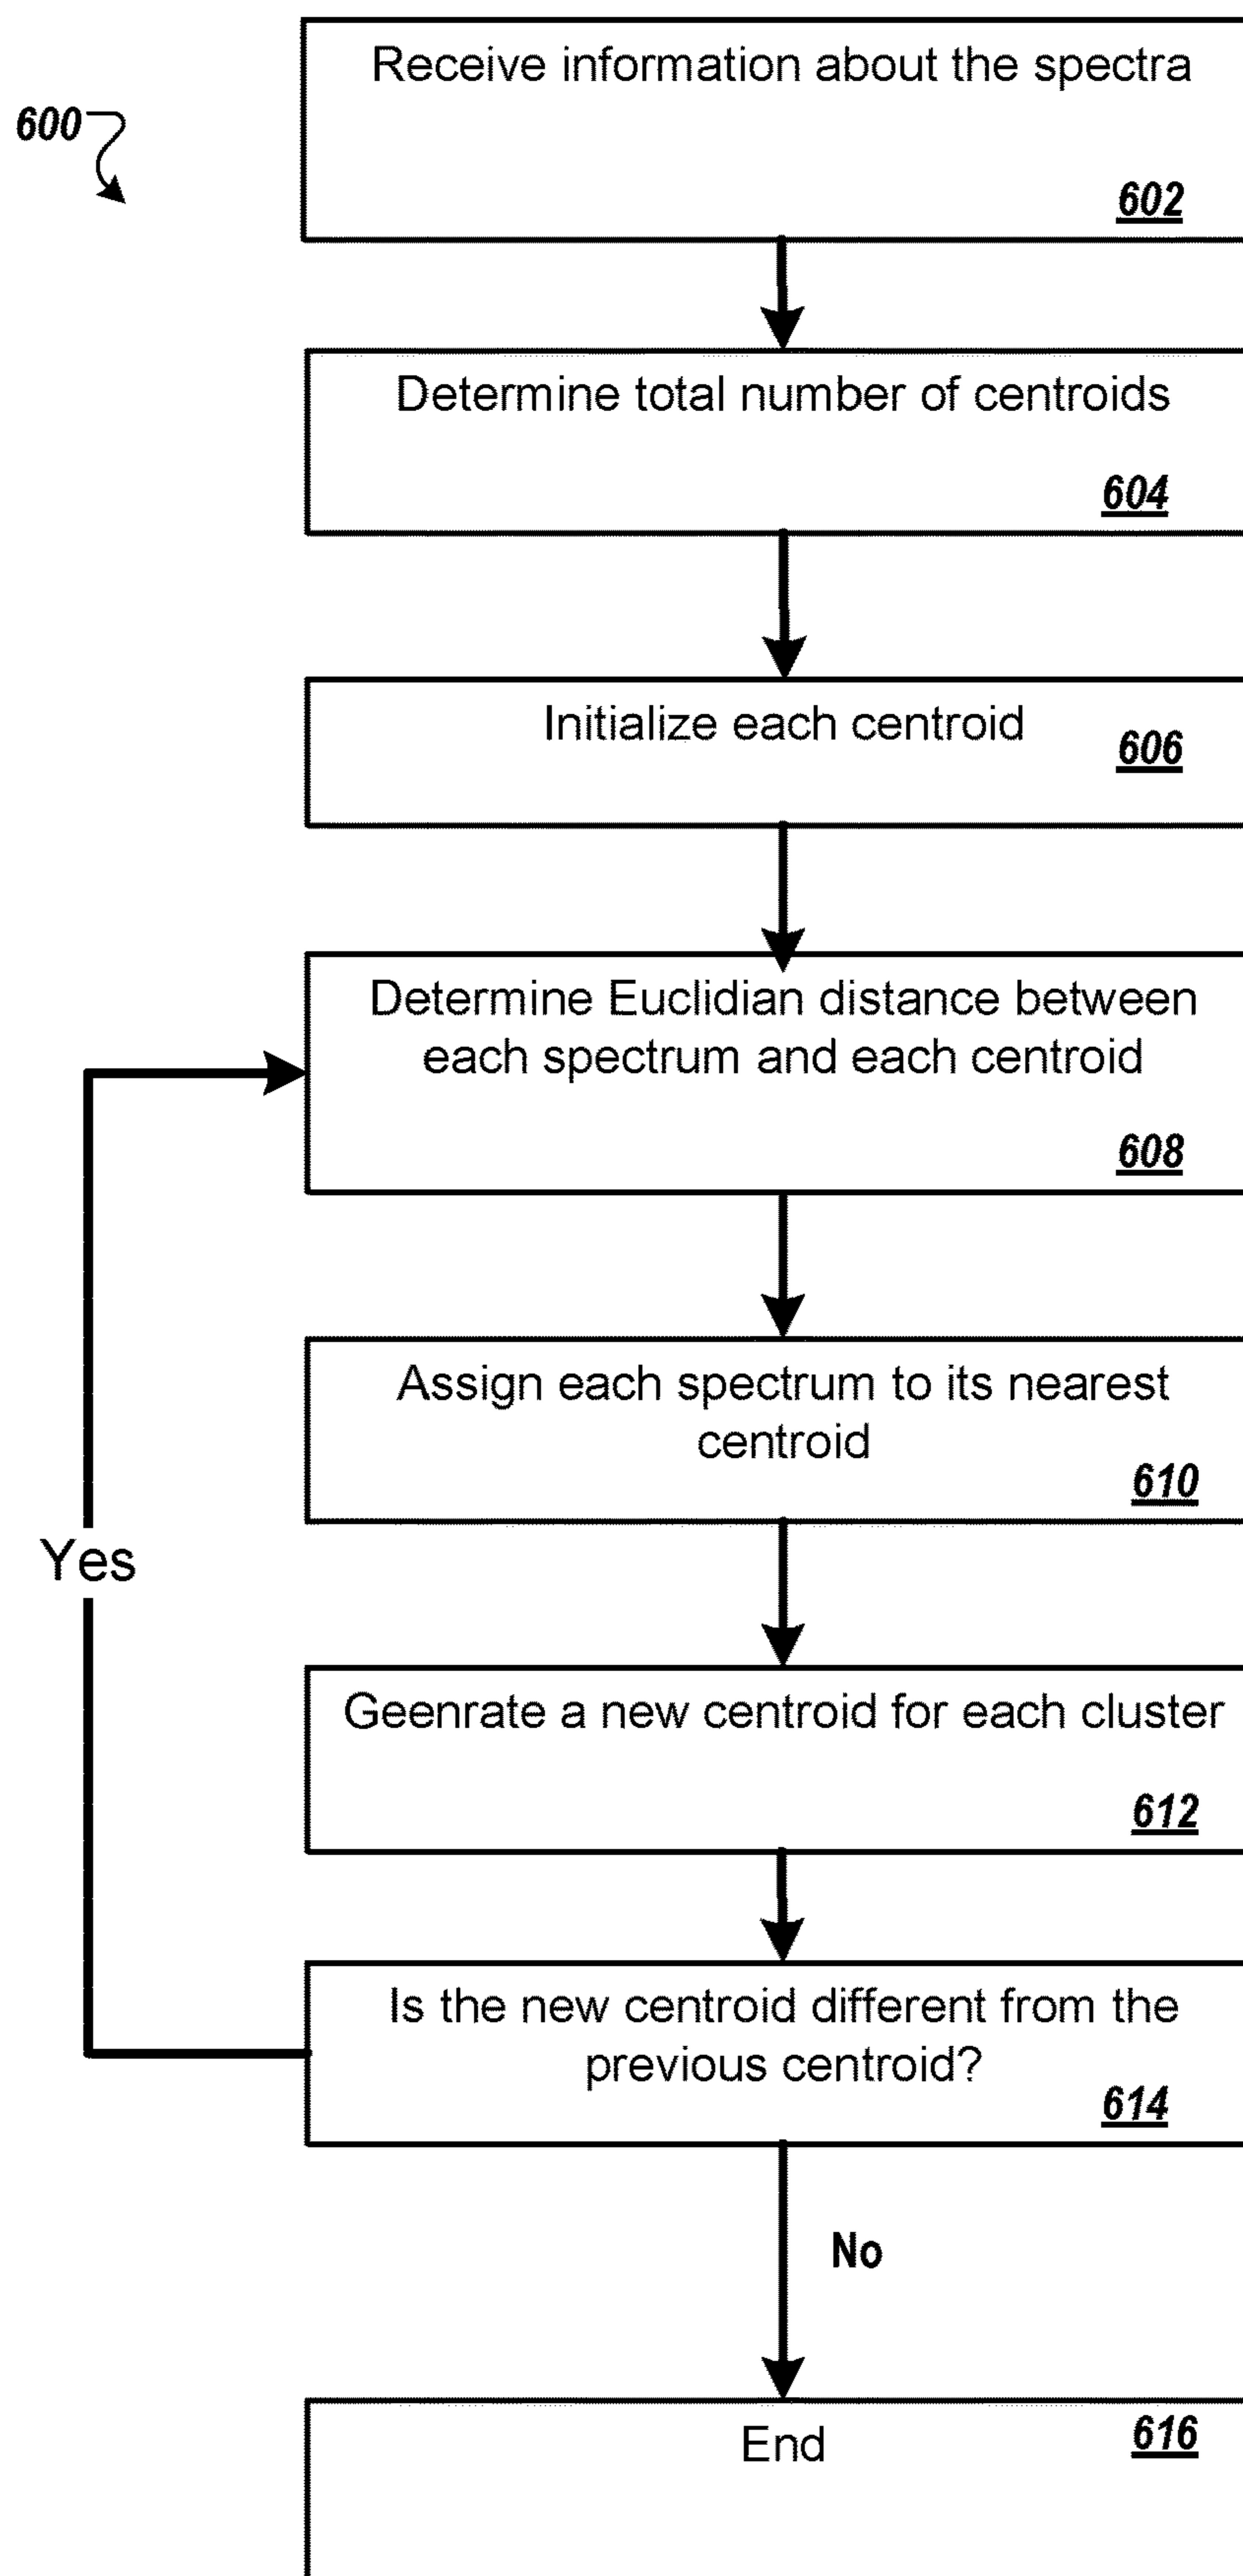 Receive information about the spectra
600
602
Determine total number of centroids
604
Initialize each centroid
606
Determine Euclidian distance between
each spectrum and each centroid
608
Assign each spectrum to its nearest
centroid
610
Yes
Geenrate a new centroid for each cluster
612
Is the new centroid different from the
previous centroid?
614
No
End
616